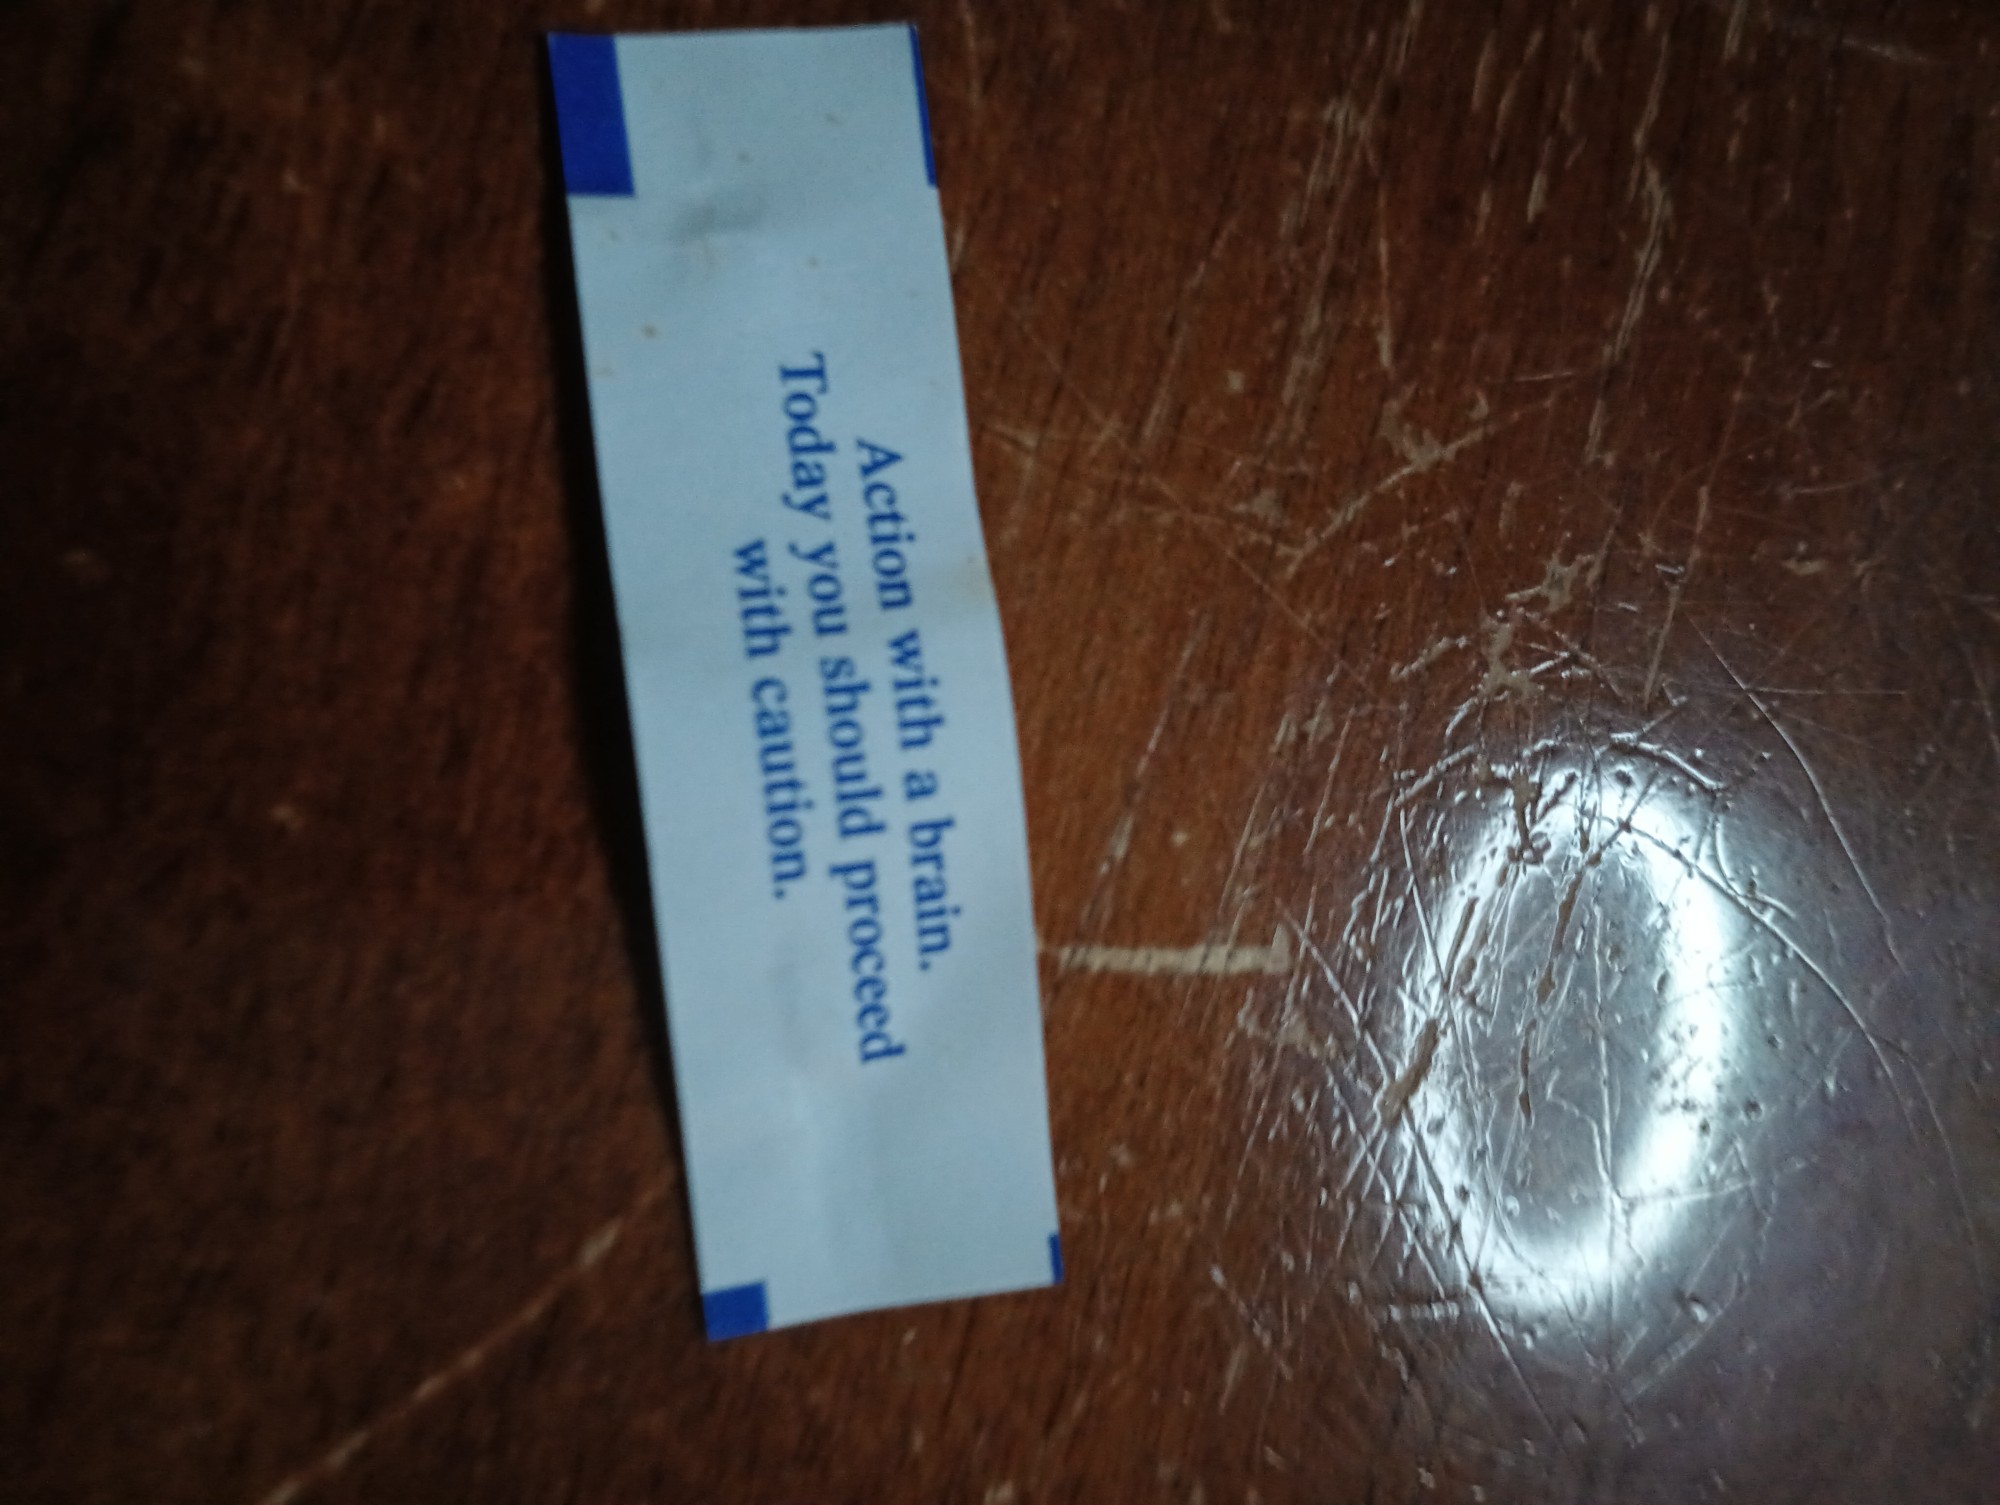 Action with a brain.
Today you should proceed
with caution.